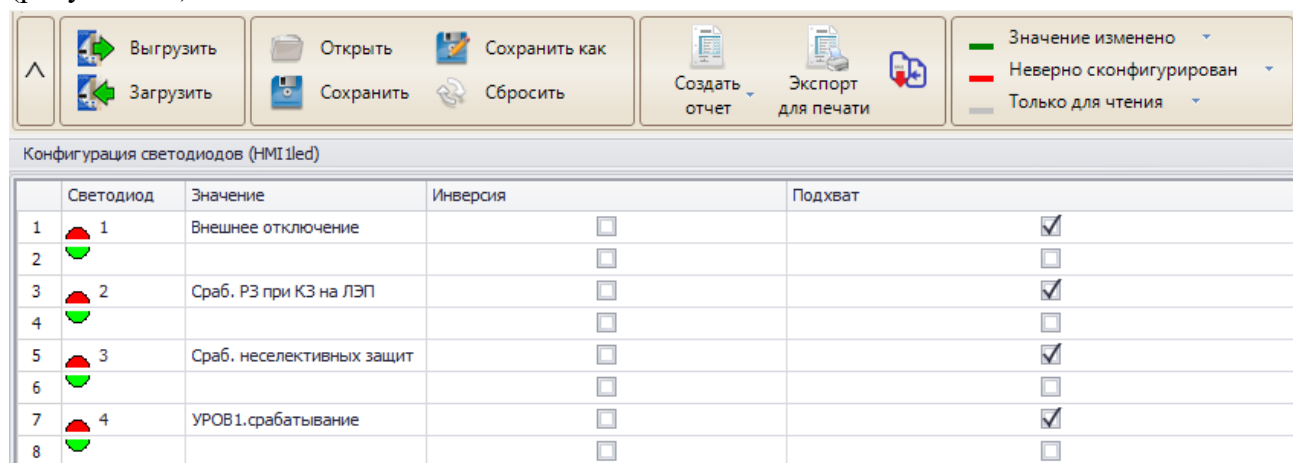 Выгрузить
Загрузить
Открыть
Сохранить
Сохранить как
Сбросить
Создать
отчет
Экспорт
для печати
Значение изменено
Неверно сконфигурирован
Только для чтения
Конфигурация светодиодов (HMI1led)
Светодиод Значение Инверсия Подхват
1 1 Внешнее отключение
2
3 2 Сраб. РЗ при КЗ на ЛЭП
4
5 3 Сраб. неселективных защит
6
7 4 УРОВ1.срабатывание
8